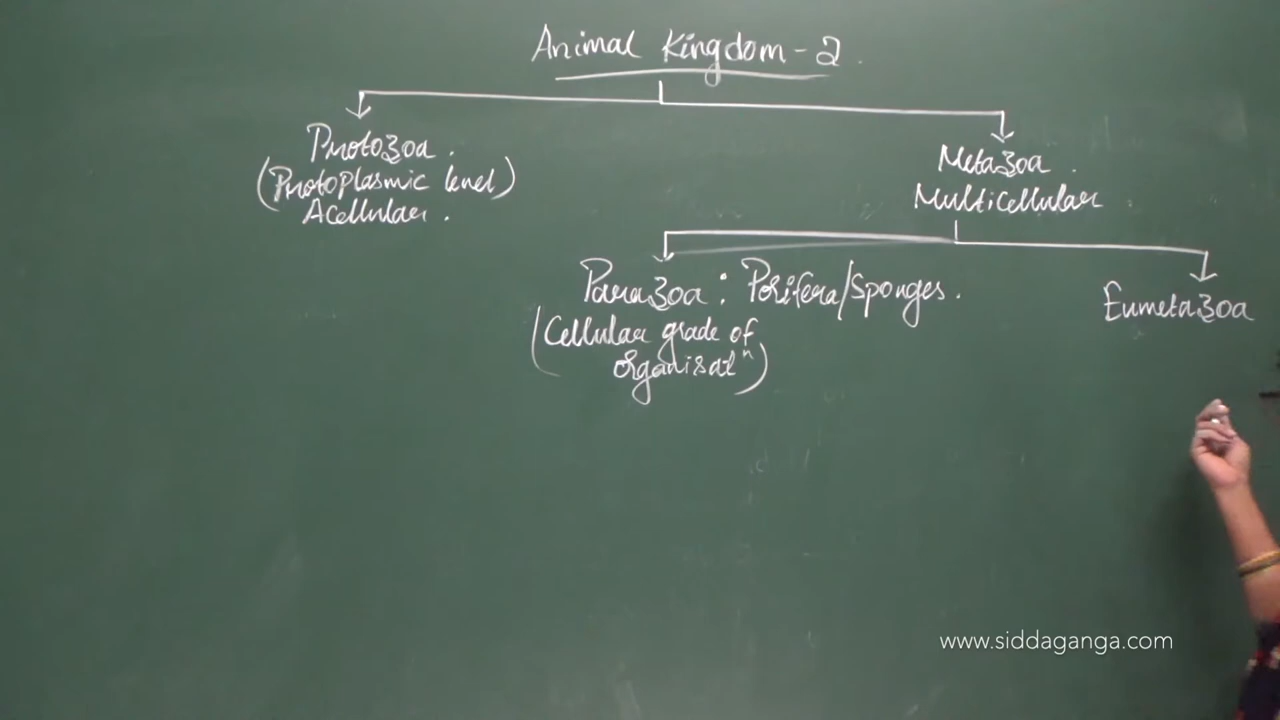 Animal Kingdom-2.
Protozoa.
(Protoplasmic level)
Acellular.
Metazoa.
Multicellular
Parazoa: Porifera/Sponges.
(Cellular grade of
organisatⁿ)
Eumetazoa
www.siddaganga.com